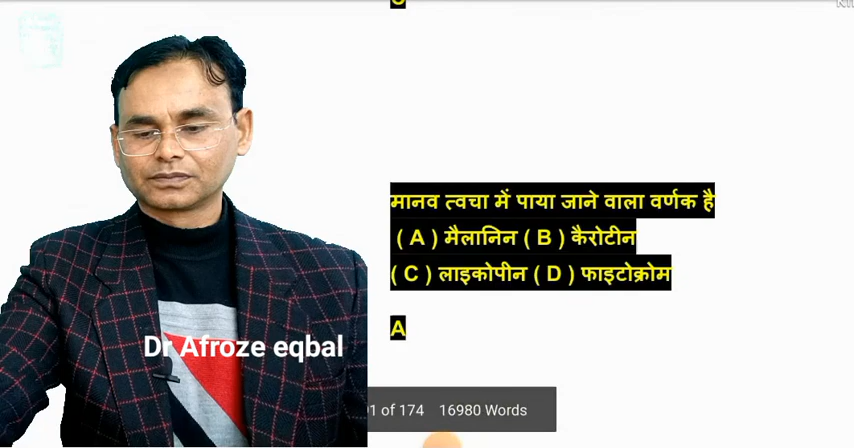 मानव त्वचा में पाया जाने वाला वर्णक है
( A ) मैलानिन ( B ) कैरोटीन
( C ) लाइकोपीन ( D ) फाइटोक्रोम
A
Dr Afroze eqbal
of 174 16980 Words